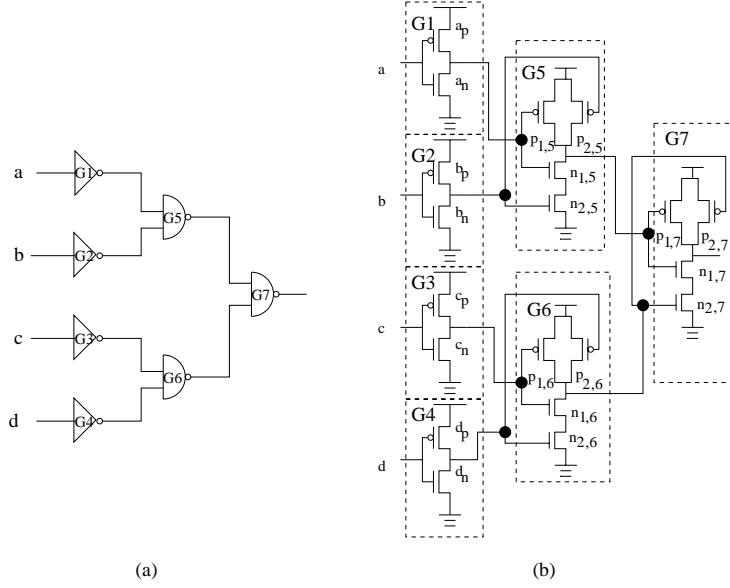 a
b
c
d
G1
G2
G3
G4
G5
G6
G7
(a)
a
b
c
d
G1
a_p
a_n
G2
b_p
b_n
G3
c_p
c_n
G4
d_p
d_n
G5
p_1,5
p_2,5
n_1,5
n_2,5
G6
p_1,6
p_2,6
n_1,6
n_2,6
G7
p_1,7
p_2,7
n_1,7
n_2,7
(b)